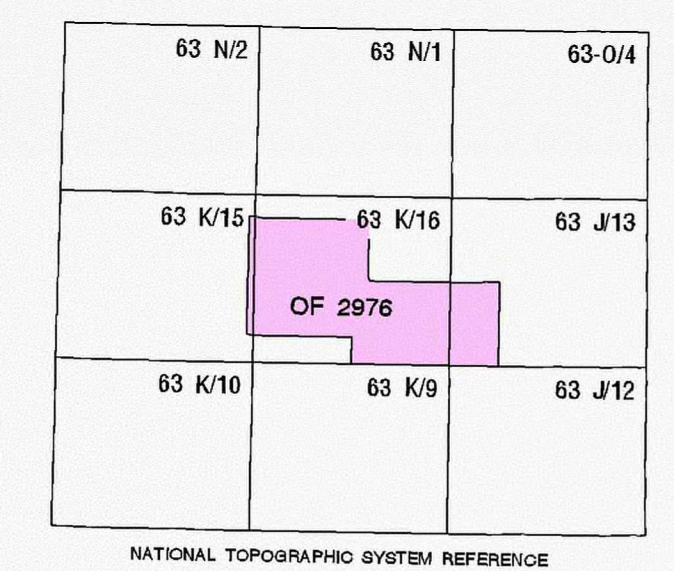 63 N/2
63 N/1
63-O/4
63 K/15
63 K/16
63 J/13
OF 2976
63 K/10
63 K/9
63 J/12
NATIONAL TOPOGRAPHIC SYSTEM REFERENCE